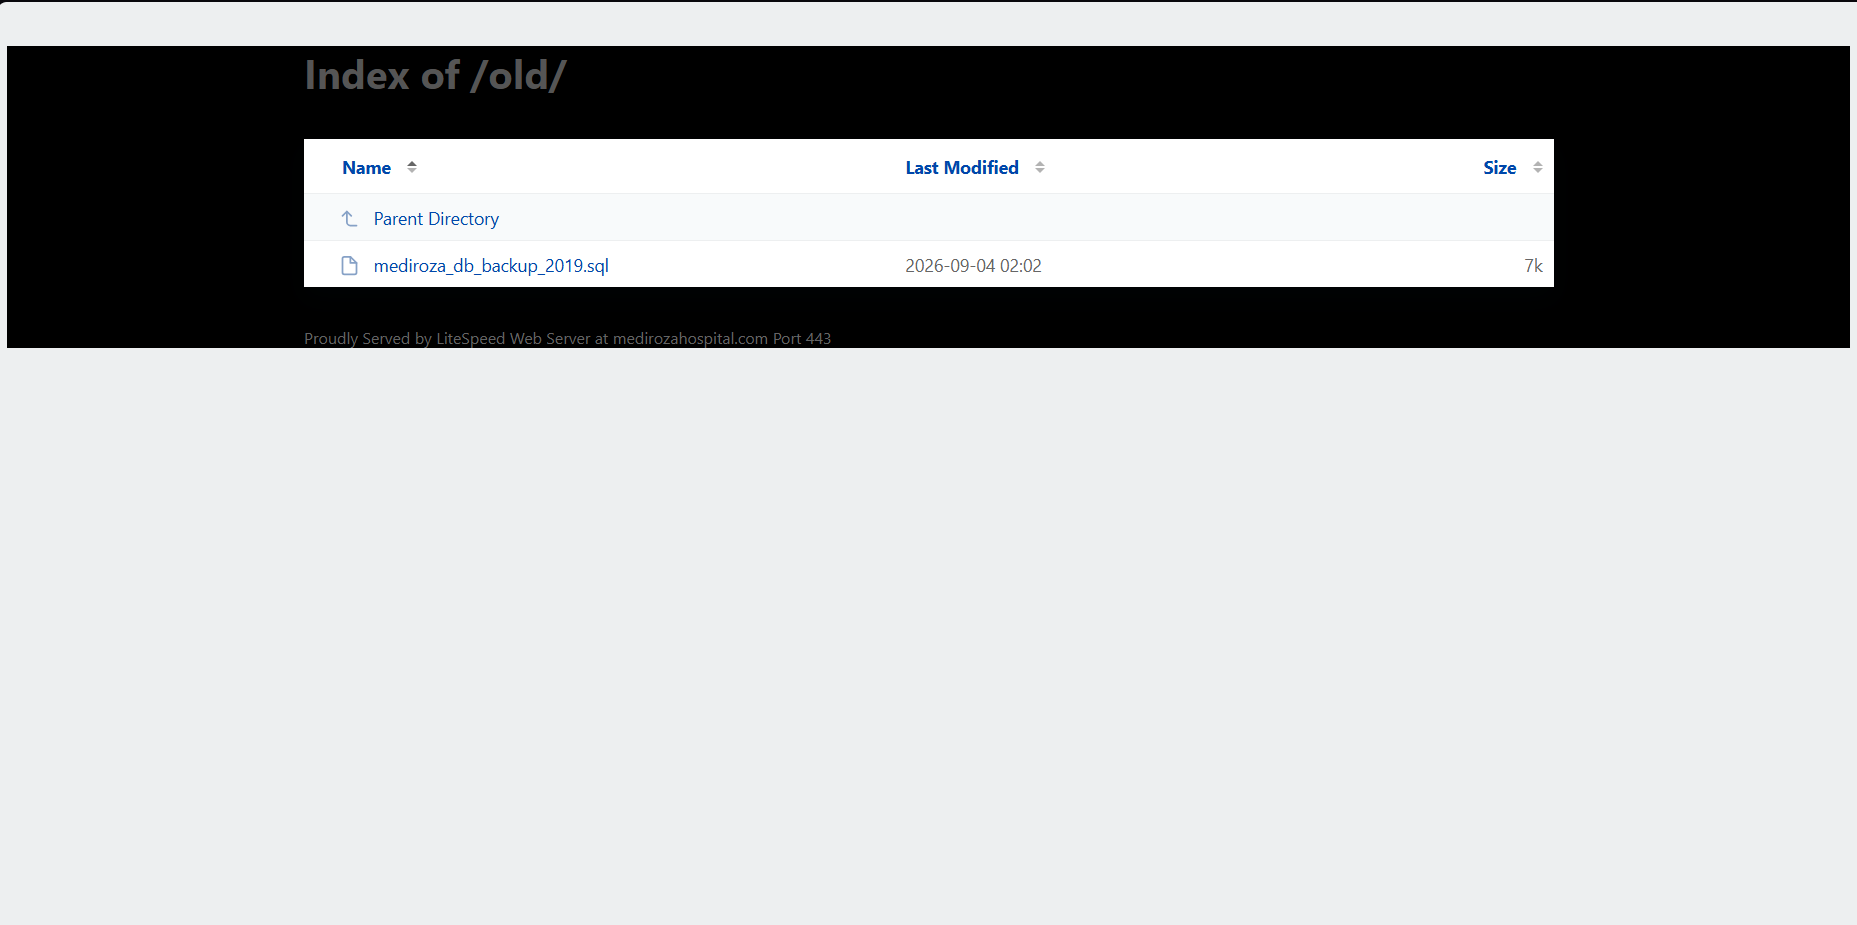 Index of /old/
Name Last Modified Size
Parent Directory
mediroza_db_backup_2019.sql 2026-09-04 02:02 7k
Proudly Served by LiteSpeed Web Server at medirozahospital.com Port 443